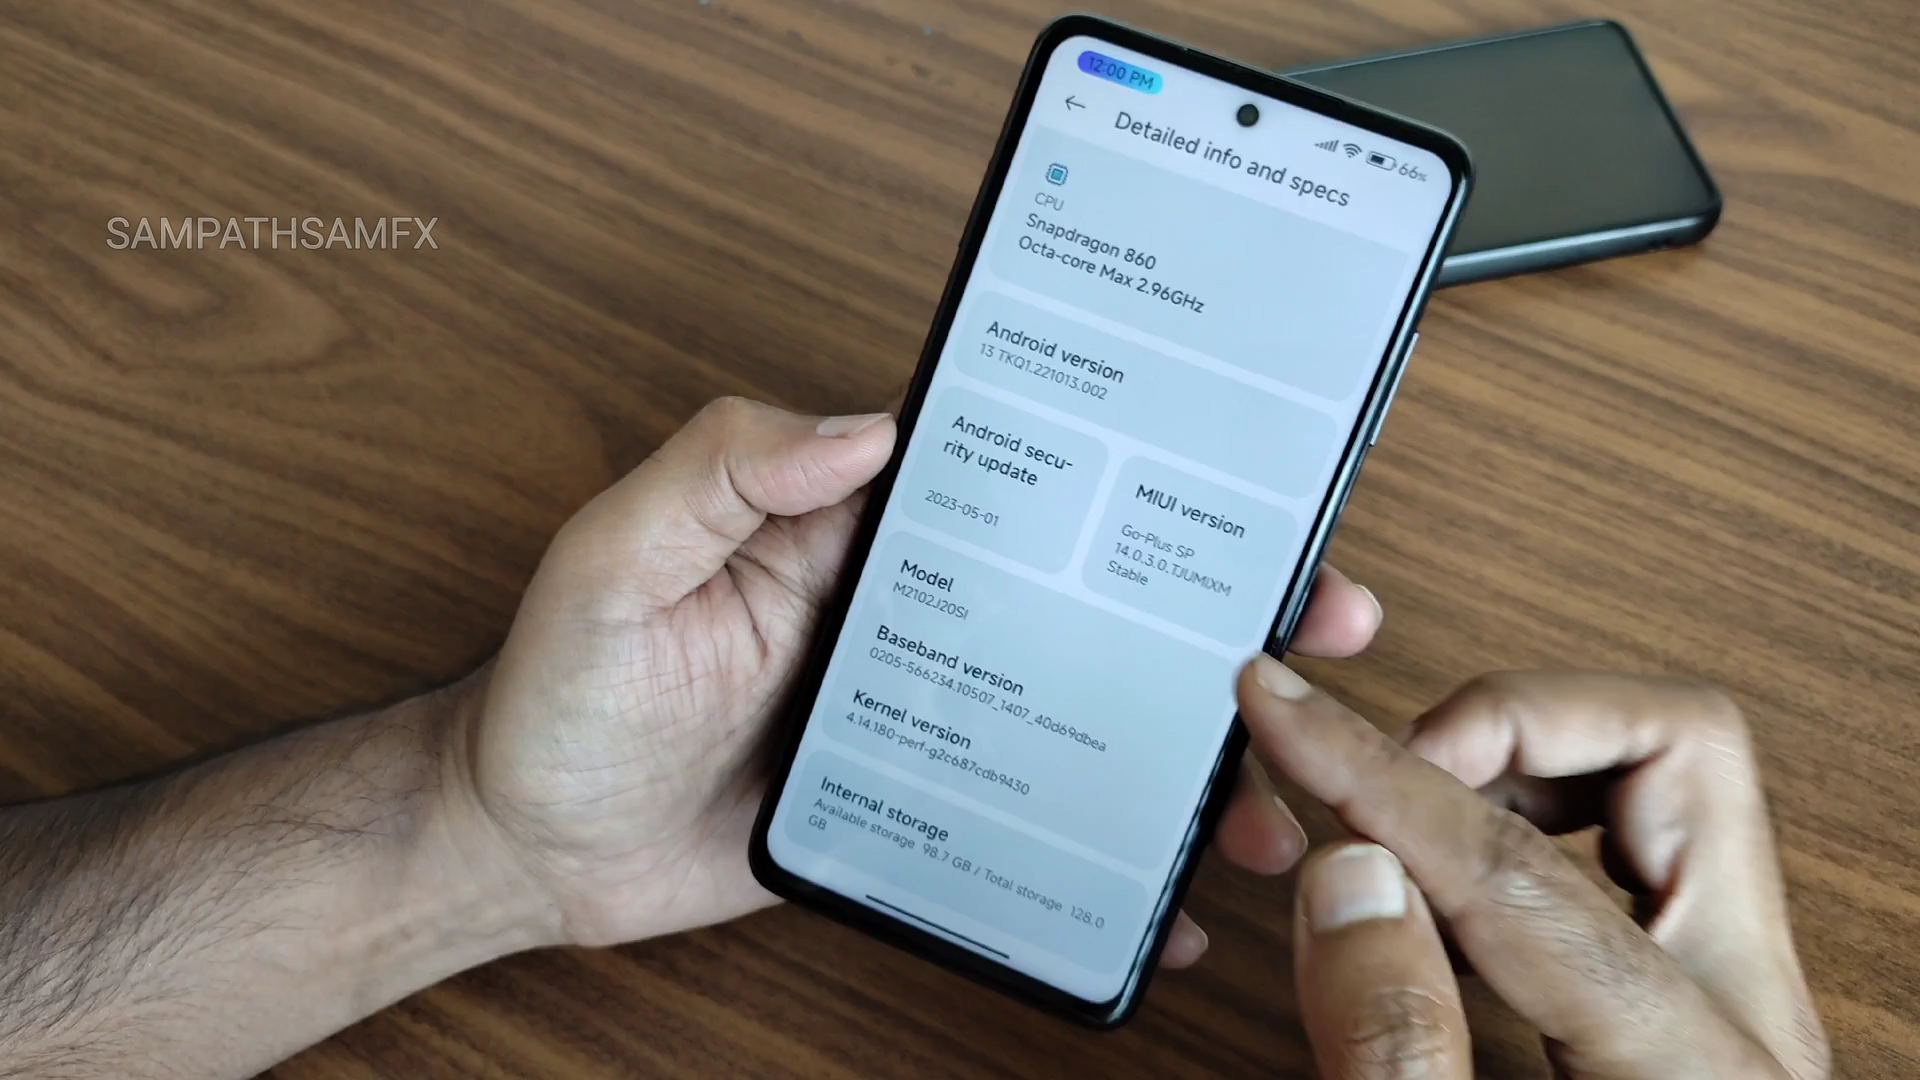 12:00 PM
66%
Detailed info and specs
SAMPATHSAMFX
CPU
Snapdragon 860
Octa-core Max 2.96GHz
Android version
13 TKQ1.221013.002
Android secu-
rity update
2023-05-01
MIUI version
Go-Plus SP
14.0.3.0.TJUMIXM
Stable
Model
M2102J20SI
Baseband version
0205-566234.10507_1407_40d69dbea
Kernel version
4.14.180-perf-g2c687cdb9430
Internal storage
Available storage 98.7 GB / Total storage 128.0
GB